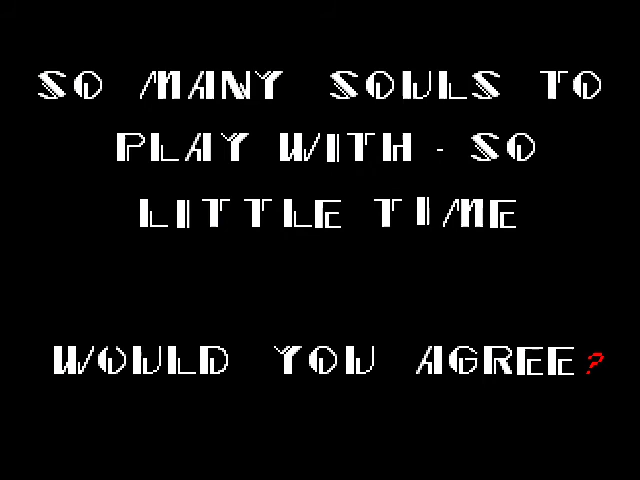 SO MANY SOULS TO
PLAY WITH - SO
LITTLE TIME
WOULD YOU AGREE?